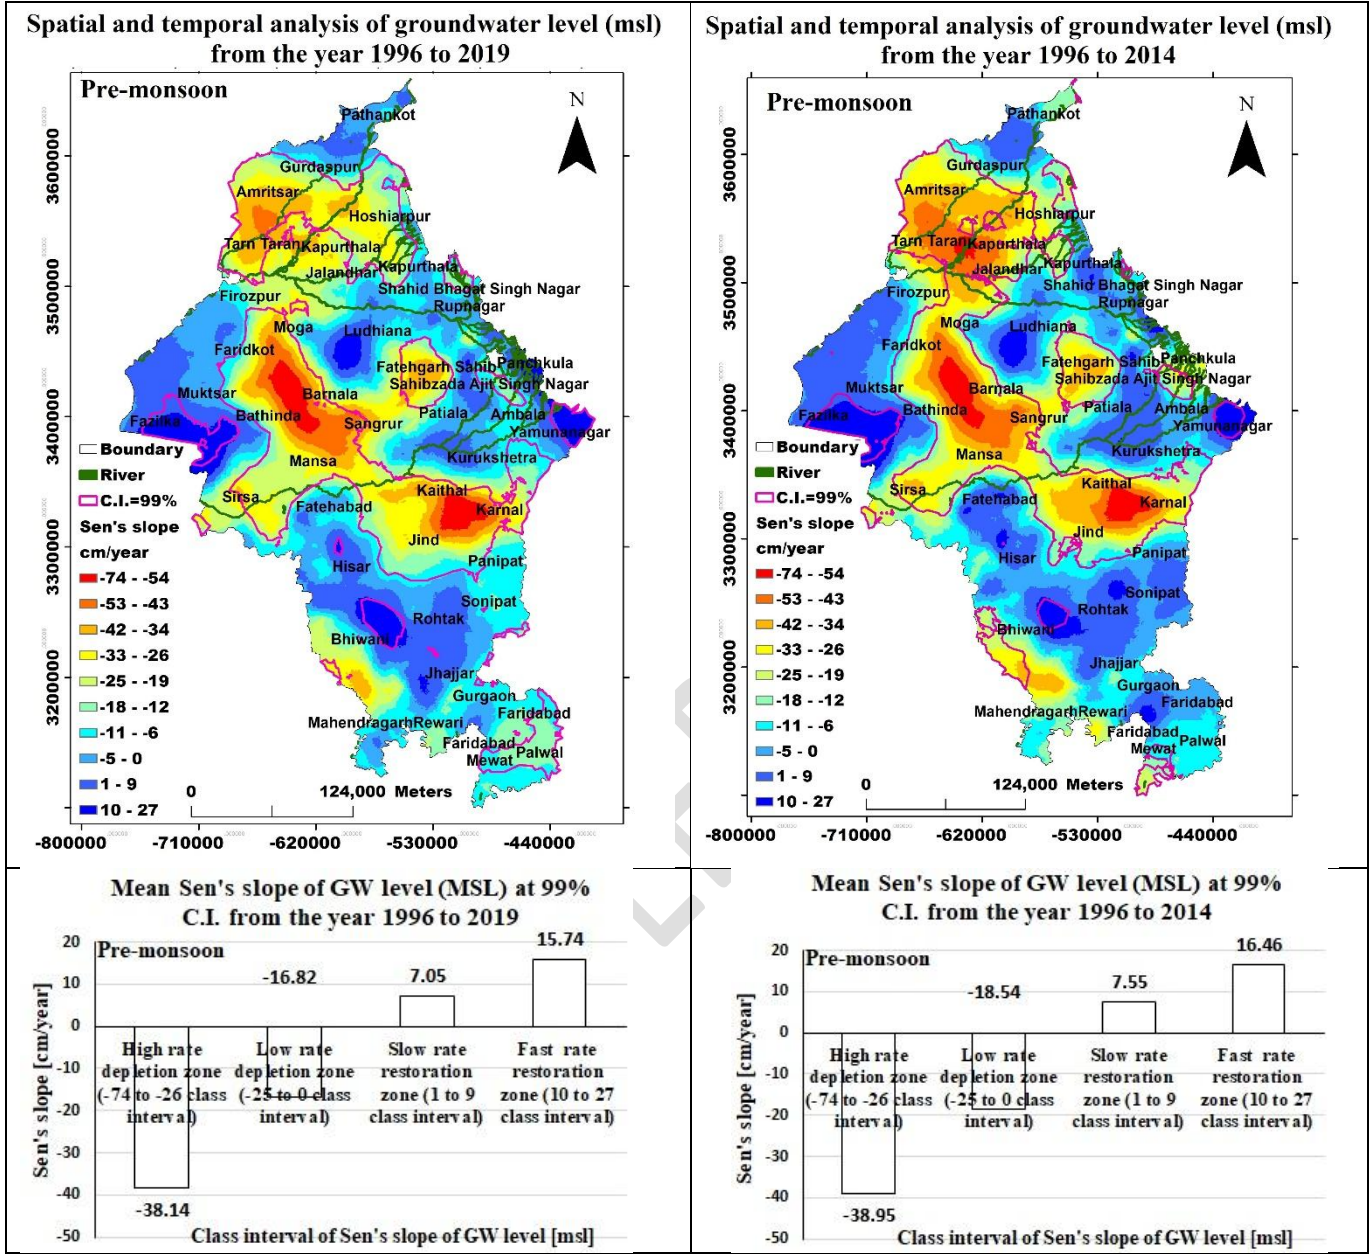 Spatial and temporal analysis of groundwater level (msl)
from the year 1996 to 2019
Pre-monsoon
N
3600000
3500000
3400000
3300000
3200000
Pathankot
Gurdaspur
Amritsar
Hoshiarpur
Tarn Taran
Kapurthala
Jalandhar
Kapurthala
Firozpur
Shahid Bhagat Singh Nagar
Rupnagar
Moga
Ludhiana
Faridkot
Fatehgarh Sahib
Panchkula
Sahibzada Ajit Singh Nagar
Muktsar
Barnala
Fazilka
Bathinda
Sangrur
Patiala
Ambala
Yamunanagar
Kurukshetra
Mansa
Sirsa
Fatehabad
Kaithal
Karnal
Jind
Hisar
Panipat
Sonipat
Rohtak
Bhiwani
Jhajjar
Gurgaon
Faridabad
Mahendragarh
Rewari
Faridabad
Palwal
Mewat
Boundary
River
C.I.=99%
Sen's slope
cm/year
-74 - -54
-53 - -43
-42 - -34
-33 - -26
-25 - -19
-18 - -12
-11 - -6
-5 - 0
1 - 9
10 - 27
0 124,000 Meters
-800000 -710000 -620000 -530000 -440000
Spatial and temporal analysis of groundwater level (msl)
from the year 1996 to 2014
Pre-monsoon
N
3600000
3500000
3400000
3300000
3200000
Pathankot
Gurdaspur
Amritsar
Hoshiarpur
Tarn Taran
Kapurthala
Jalandhar
Kapurthala
Firozpur
Shahid Bhagat Singh Nagar
Rupnagar
Moga
Ludhiana
Faridkot
Fatehgarh Sahib
Panchkula
Sahibzada Ajit Singh Nagar
Muktsar
Barnala
Fazilka
Bathinda
Sangrur
Patiala
Ambala
Yamunanagar
Kurukshetra
Mansa
Sirsa
Fatehabad
Kaithal
Karnal
Jind
Hisar
Panipat
Sonipat
Rohtak
Bhiwani
Jhajjar
Gurgaon
Faridabad
Mahendragarh
Rewari
Faridabad
Palwal
Mewat
Boundary
River
C.I.=99%
Sen's slope
cm/year
-74 - -54
-53 - -43
-42 - -34
-33 - -26
-25 - -19
-18 - -12
-11 - -6
-5 - 0
1 - 9
10 - 27
0 124,000 Meters
-800000 -710000 -620000 -530000 -440000
Mean Sen's slope of GW level (MSL) at 99%
C.I. from the year 1996 to 2019
Pre-monsoon
Sen's slope [cm/year]
20
10
0
-10
-20
-30
-40
-50
-38.14
-16.82
7.05
15.74
High rate
depletion zone
(-74 to -26 class
interval)
Low rate
depletion zone
(-25 to 0 class
interval)
Slow rate
restoration
zone (1 to 9
class interval)
Fast rate
restoration
zone (10 to 27
class interval)
Class interval of Sen's slope of GW level [msl]
Mean Sen's slope of GW level (MSL) at 99%
C.I. from the year 1996 to 2014
Pre-monsoon
Sen's slope [cm/year]
20
10
0
-10
-20
-30
-40
-50
-38.95
-18.54
7.55
16.46
High rate
depletion zone
(-74 to -26 class
interval)
Low rate
depletion zone
(-25 to 0 class
interval)
Slow rate
restoration
zone (1 to 9
class interval)
Fast rate
restoration
zone (10 to 27
class interval)
Class interval of Sen's slope of GW level [msl]